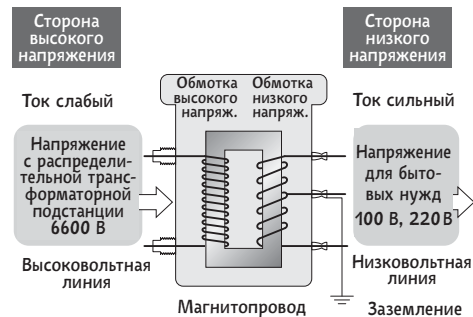 Сторона
высокого
напряжения
Сторона
низкого
напряжения
Обмотка
высокого
напряж.
Обмотка
низкого
напряж.
Ток слабый
Ток сильный
Напряжение
с распредели-
тельной транс-
форматорной
подстанции
6600 В
Напряжение
для быто-
вых нужд
100 В, 220 В
Высоковольтная
линия
Низковольтная
линия
Магнитопровод
Заземление